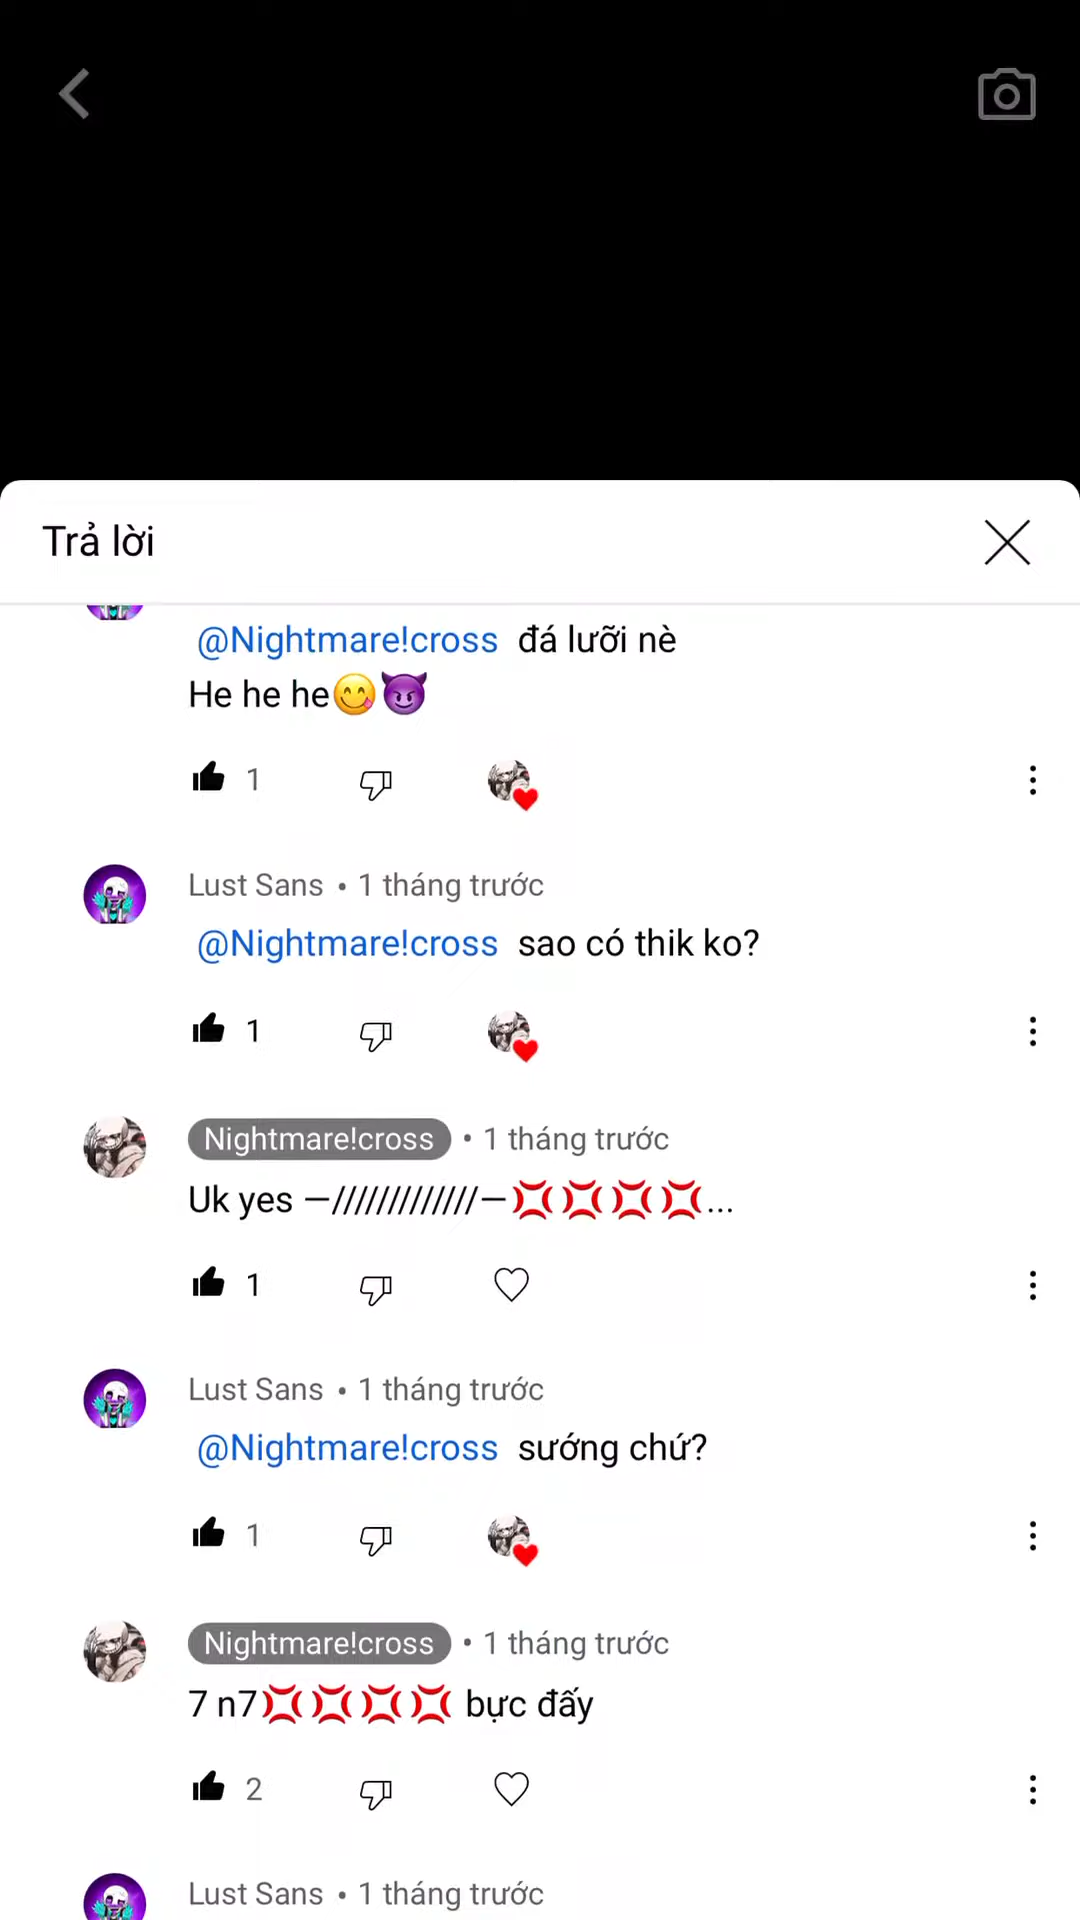 Trả lời
@Nightmare!cross đá lưỡi nè
He he he😋😈
1
Lust Sans • 1 tháng trước
@Nightmare!cross sao có thik ko?
1
Nightmare!cross • 1 tháng trước
Uk yes —/////////////—💢💢💢💢...
1
Lust Sans • 1 tháng trước
@Nightmare!cross sướng chứ?
1
Nightmare!cross • 1 tháng trước
7 n7💢💢💢💢 bực đấy
2
Lust Sans • 1 tháng trước